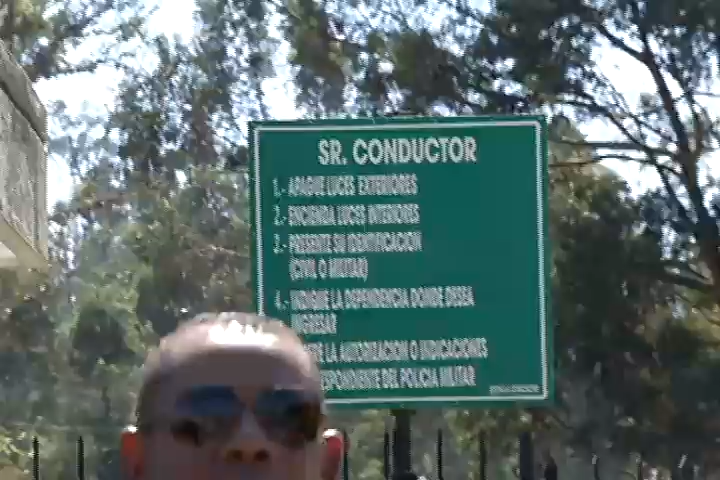 SR. CONDUCTOR
1.- APAGUE LUCES EXTERIORES
2.- ENCIENDA LUCES INTERIORES
3.- PRESENTE SU IDENTIFICACION
(CIVIL O MILITAR)
4.- INDIQUE LA DEPENDENCIA DONDE DESEA
INGRESAR
LA AUTORIZACION O INDICACIONES
DEL POLICIA MILITAR